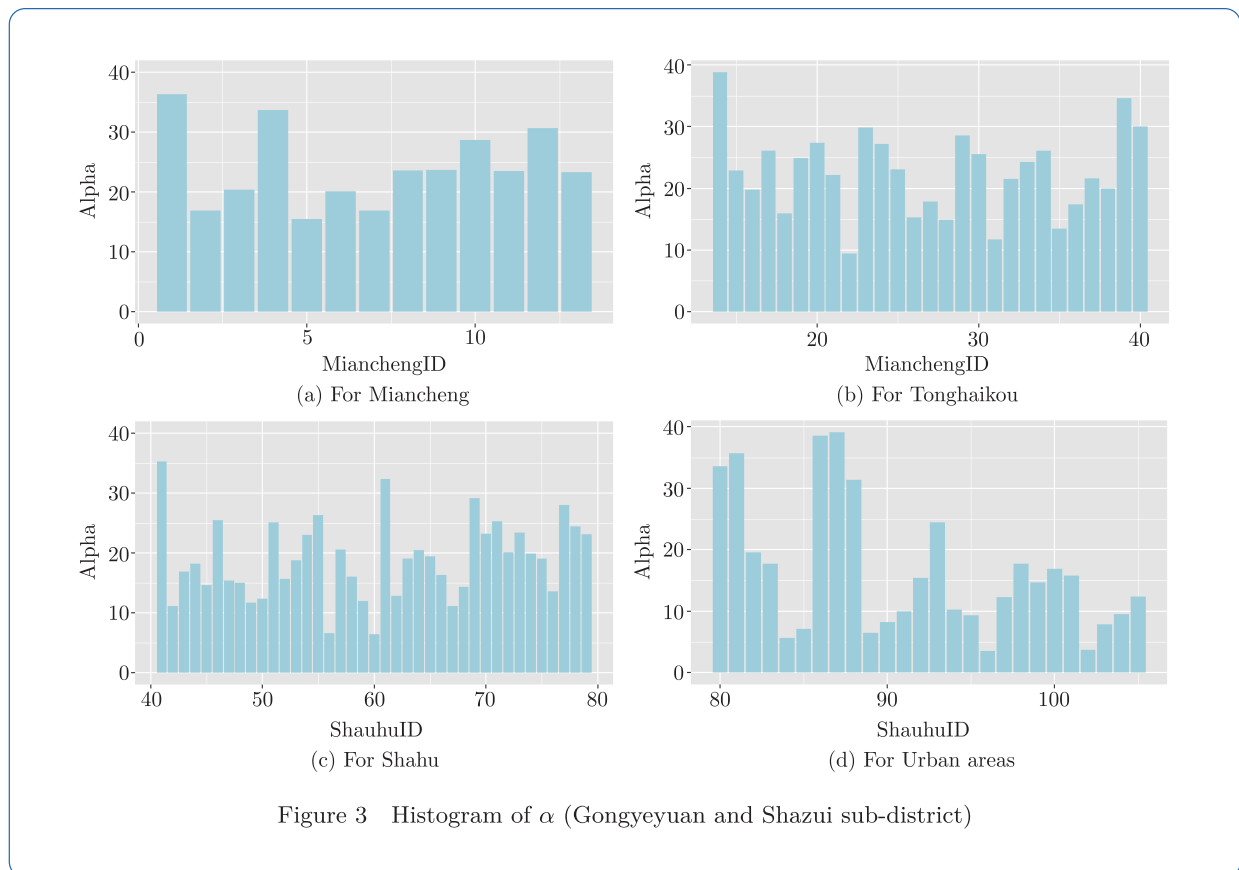 40
30
20
10
0
Alpha
0
5
10
MianchengID
(a) For Miancheng
40
30
20
10
0
Alpha
20
30
40
MianchengID
(b) For Tonghaikou
40
30
20
10
0
Alpha
40
50
60
70
80
ShauhuID
(c) For Shahu
40
30
20
10
0
Alpha
80
90
100
ShauhuID
(d) For Urban areas
Figure 3 Histogram of α (Gongyeyuan and Shazui sub-district)